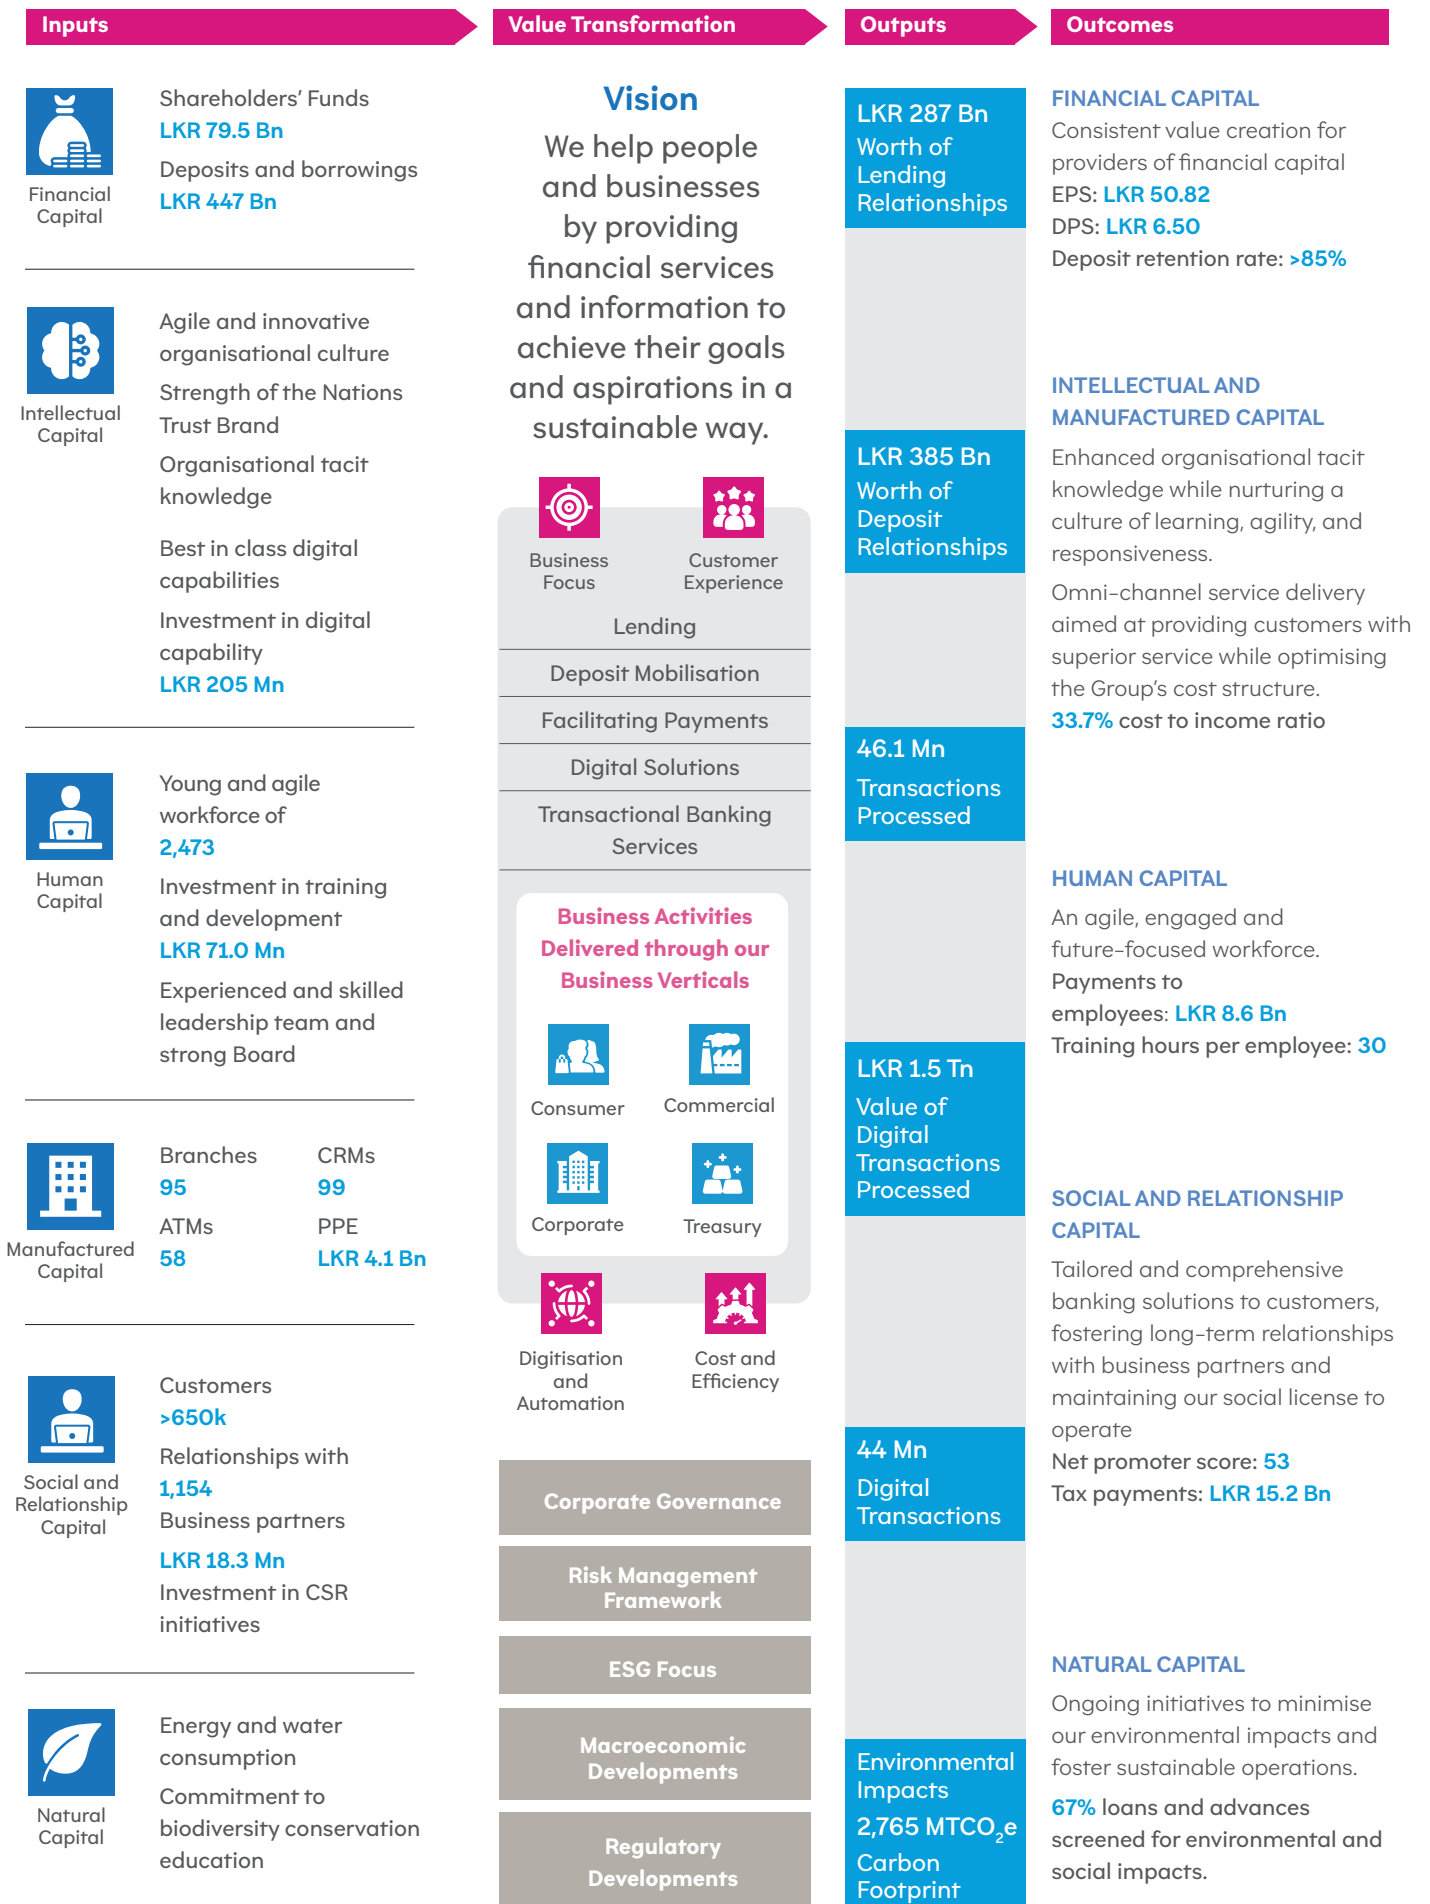 Inputs
Value Transformation
Outputs
Outcomes
Financial
Capital
Shareholders' Funds
LKR 79.5 Bn
Deposits and borrowings
LKR 447 Bn
Intellectual
Capital
Agile and innovative
organisational culture
Strength of the Nations
Trust Brand
Organisational tacit
knowledge
Best in class digital
capabilities
Investment in digital
capability
LKR 205 Mn
Human
Capital
Young and agile
workforce of
2,473
Investment in training
and development
LKR 71.0 Mn
Experienced and skilled
leadership team and
strong Board
Manufactured
Capital
Branches
95
CRMs
99
ATMs
58
PPE
LKR 4.1 Bn
Social and
Relationship
Capital
Customers
>650k
Relationships with
1,154
Business partners
LKR 18.3 Mn
Investment in CSR
initiatives
Natural
Capital
Energy and water
consumption
Commitment to
biodiversity conservation
education
Vision
We help people
and businesses
by providing
financial services
and information to
achieve their goals
and aspirations in a
sustainable way.
Business
Focus
Customer
Experience
Lending
Deposit Mobilisation
Facilitating Payments
Digital Solutions
Transactional Banking
Services
Business Activities
Delivered through our
Business Verticals
Consumer
Commercial
Corporate
Treasury
Digitisation
and
Automation
Cost and
Efficiency
Corporate Governance
Risk Management
Framework
ESG Focus
Macroeconomic
Developments
Regulatory
Developments
LKR 287 Bn
Worth of
Lending
Relationships
LKR 385 Bn
Worth of
Deposit
Relationships
46.1 Mn
Transactions
Processed
LKR 1.5 Tn
Value of
Digital
Transactions
Processed
44 Mn
Digital
Transactions
Environmental
Impacts
2,765 MTCO₂e
Carbon
Footprint
FINANCIAL CAPITAL
Consistent value creation for
providers of financial capital
EPS: LKR 50.82
DPS: LKR 6.50
Deposit retention rate: >85%
INTELLECTUAL AND
MANUFACTURED CAPITAL
Enhanced organisational tacit
knowledge while nurturing a
culture of learning, agility, and
responsiveness.
Omni-channel service delivery
aimed at providing customers with
superior service while optimising
the Group's cost structure.
33.7% cost to income ratio
HUMAN CAPITAL
An agile, engaged and
future-focused workforce.
Payments to
employees: LKR 8.6 Bn
Training hours per employee: 30
SOCIAL AND RELATIONSHIP
CAPITAL
Tailored and comprehensive
banking solutions to customers,
fostering long-term relationships
with business partners and
maintaining our social license to
operate
Net promoter score: 53
Tax payments: LKR 15.2 Bn
NATURAL CAPITAL
Ongoing initiatives to minimise
our environmental impacts and
foster sustainable operations.
67% loans and advances
screened for environmental and
social impacts.